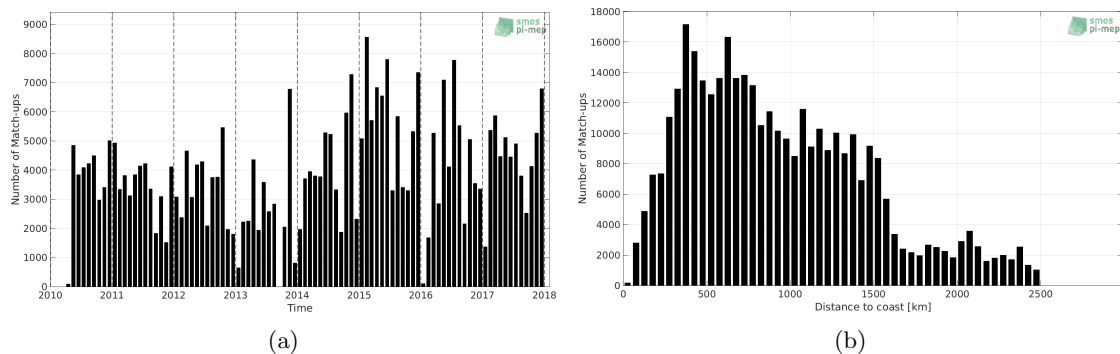 smos
pi-mep
9000
8000
7000
6000
5000
4000
3000
2000
1000
0
Number of Match-ups
2010 2011 2012 2013 2014 2015 2016 2017 2018
Time
(a)
smos
pi-mep
18000
16000
14000
12000
10000
8000
6000
4000
2000
0
Number of Match-ups
0 500 1000 1500 2000 2500
Distance to coast [km]
(b)